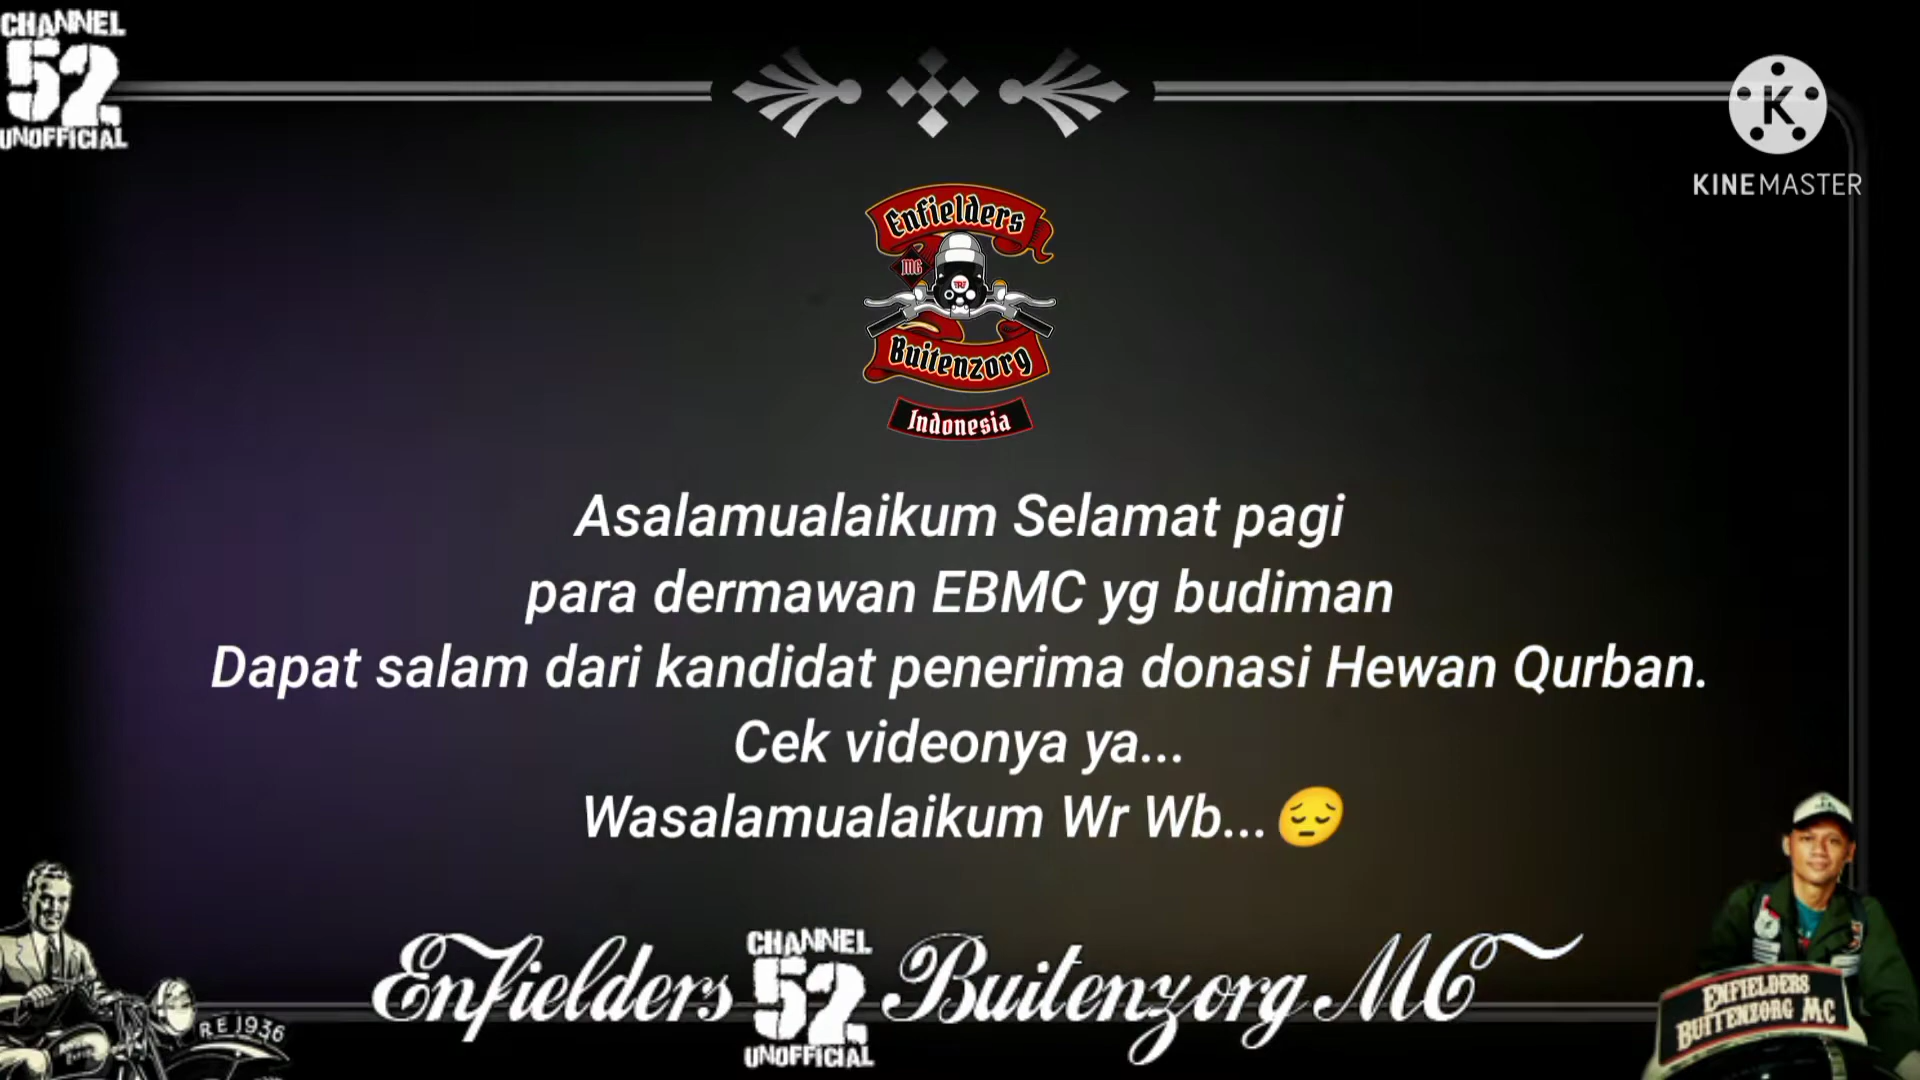 CHANNEL
52
UNOFFICIAL
K
KINEMASTER
Enfielders
MC
Buitenzorg
Indonesia
Asalamualaikum Selamat pagi
para dermawan EBMC yg budiman
Dapat salam dari kandidat penerima donasi Hewan Qurban.
Cek videonya ya...
Wasalamualaikum Wr Wb...😔
Enfielders CHANNEL 52 UNOFFICIAL Buitenzorg MC
RE J936
ENFIELDERS
BUITENZORG MC